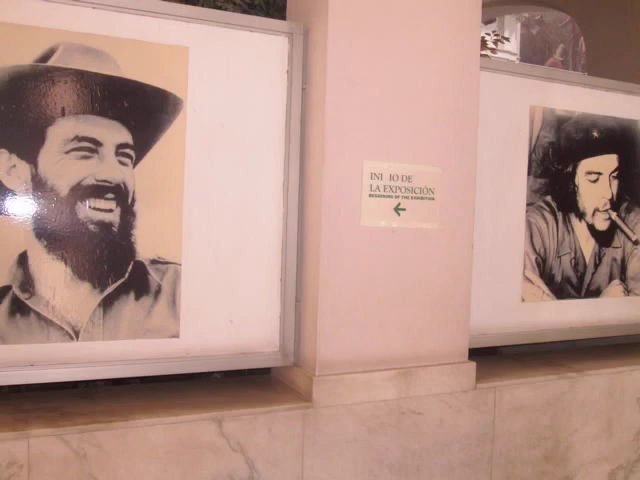 INI IO DE
LA EXPOSICIÓN
BEGINNING OF THE EXHIBITION